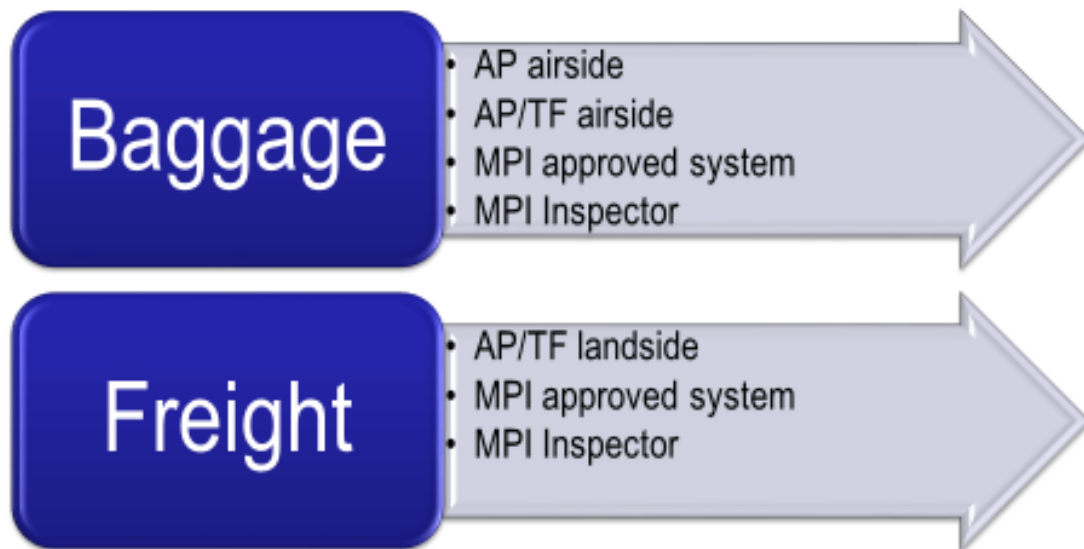 Baggage
• AP airside
• AP/TF airside
• MPI approved system
• MPI Inspector
Freight
• AP/TF landside
• MPI approved system
• MPI Inspector